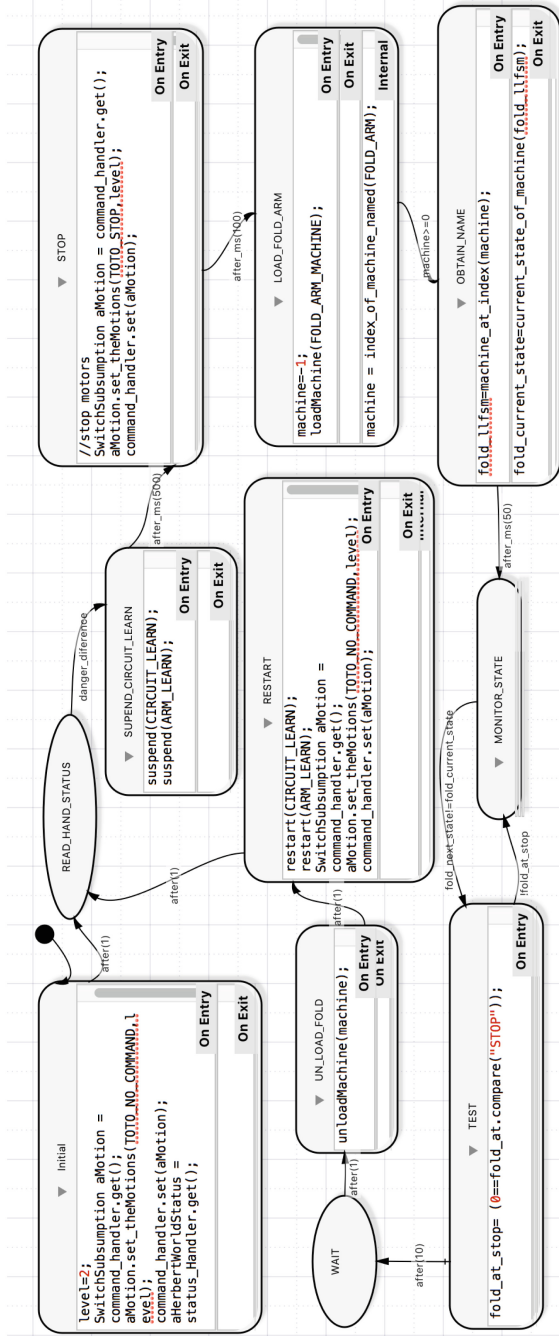 Initial
level=2;
SwitchSubsumption aMotion =
command_handler.get();
aMotion.set_theMotions(TOTO_NO_COMMAND,l
evel);
command_handler.set(aMotion);
aHerbertWorldStatus =
status_Handler.get();
On Entry
On Exit
after(1)
READ_HAND_STATUS
danger_diference
SUPEND_CIRCUIT_LEARN
suspend(CIRCUIT_LEARN);
suspend(ARM_LEARN);
On Entry
On Exit
after_ms(500)
STOP
//stop motors
SwitchSubsumption aMotion = command_handler.get();
aMotion.set_theMotions(TOTO_STOP,level);
command_handler.set(aMotion);
On Entry
On Exit
after_ms(100)
LOAD_FOLD_ARM
machine=-1;
loadMachine(FOLD_ARM_MACHINE);
On Entry
On Exit
machine = index_of_machine_named(FOLD_ARM);
Internal
machine>=0
OBTAIN_NAME
fold_llfsm=machine_at_index(machine);
On Entry
fold_current_state=current_state_of_machine(fold_llfsm);
On Exit
after_ms(50)
MONITOR_STATE
fold_next_state!=fold_current_state
!fold_at_stop
TEST
fold_at_stop= (0==fold_at.compare("STOP"));
On Entry
after(10)
WAIT
after(1)
UN_LOAD_FOLD
unloadMachine(machine);
On Entry
On Exit
after(1)
RESTART
restart(CIRCUIT_LEARN);
restart(ARM_LEARN);
SwitchSubsumption aMotion =
command_handler.get();
aMotion.set_theMotions(TOTO_NO_COMMAND,level);
command_handler.set(aMotion);
On Entry
On Exit
Internal
after(1)